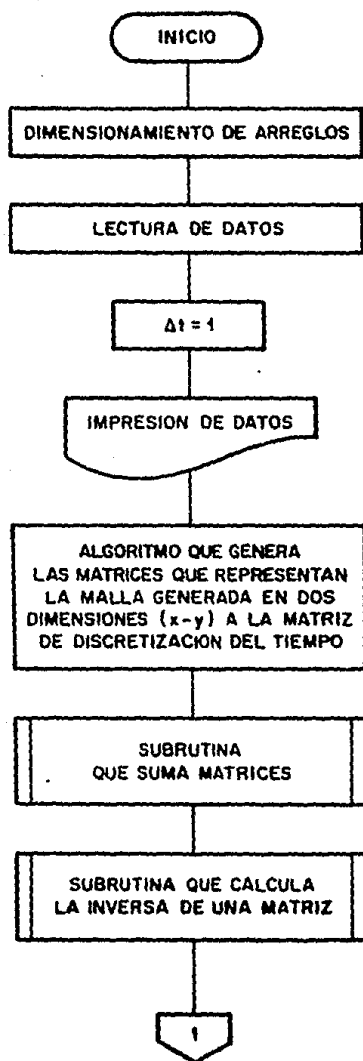 INICIO
DIMENSIONAMIENTO DE ARREGLOS
LECTURA DE DATOS
Δt = 1
IMPRESION DE DATOS
ALGORITMO QUE GENERA
LAS MATRICES QUE REPRESENTAN
LA MALLA GENERADA EN DOS
DIMENSIONES (x-y) A LA MATRIZ
DE DISCRETIZACION DEL TIEMPO
SUBRUTINA
QUE SUMA MATRICES
SUBRUTINA QUE CALCULA
LA INVERSA DE UNA MATRIZ
1